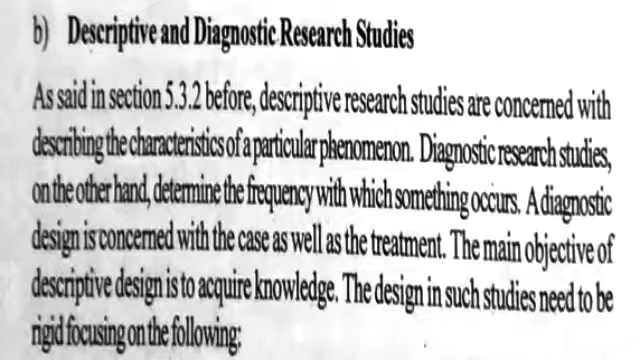 b) Descriptive and Diagnostic Research Studies
As said in section 5.3.2 before, descriptive research studies are concerned with
describing the characteristics of a particular phenomenon. Diagnostic research studies,
on the other hand, determine the frequency with which something occurs. A diagnostic
design is concerned with the case as well as the treatment. The main objective of
descriptive design is to acquire knowledge. The design in such studies need to be
rigid focusing on the following: